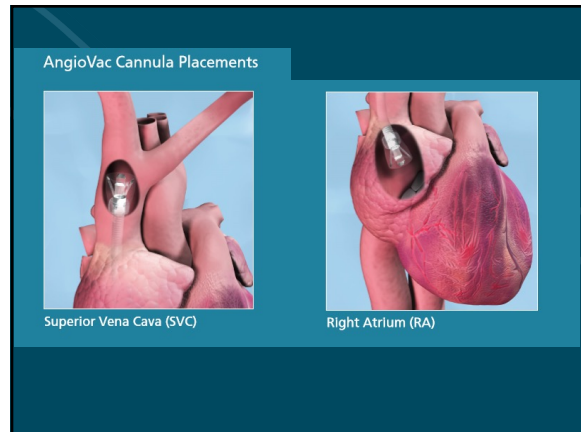 AngioVac Cannula Placements
Superior Vena Cava (SVC)
Right Atrium (RA)